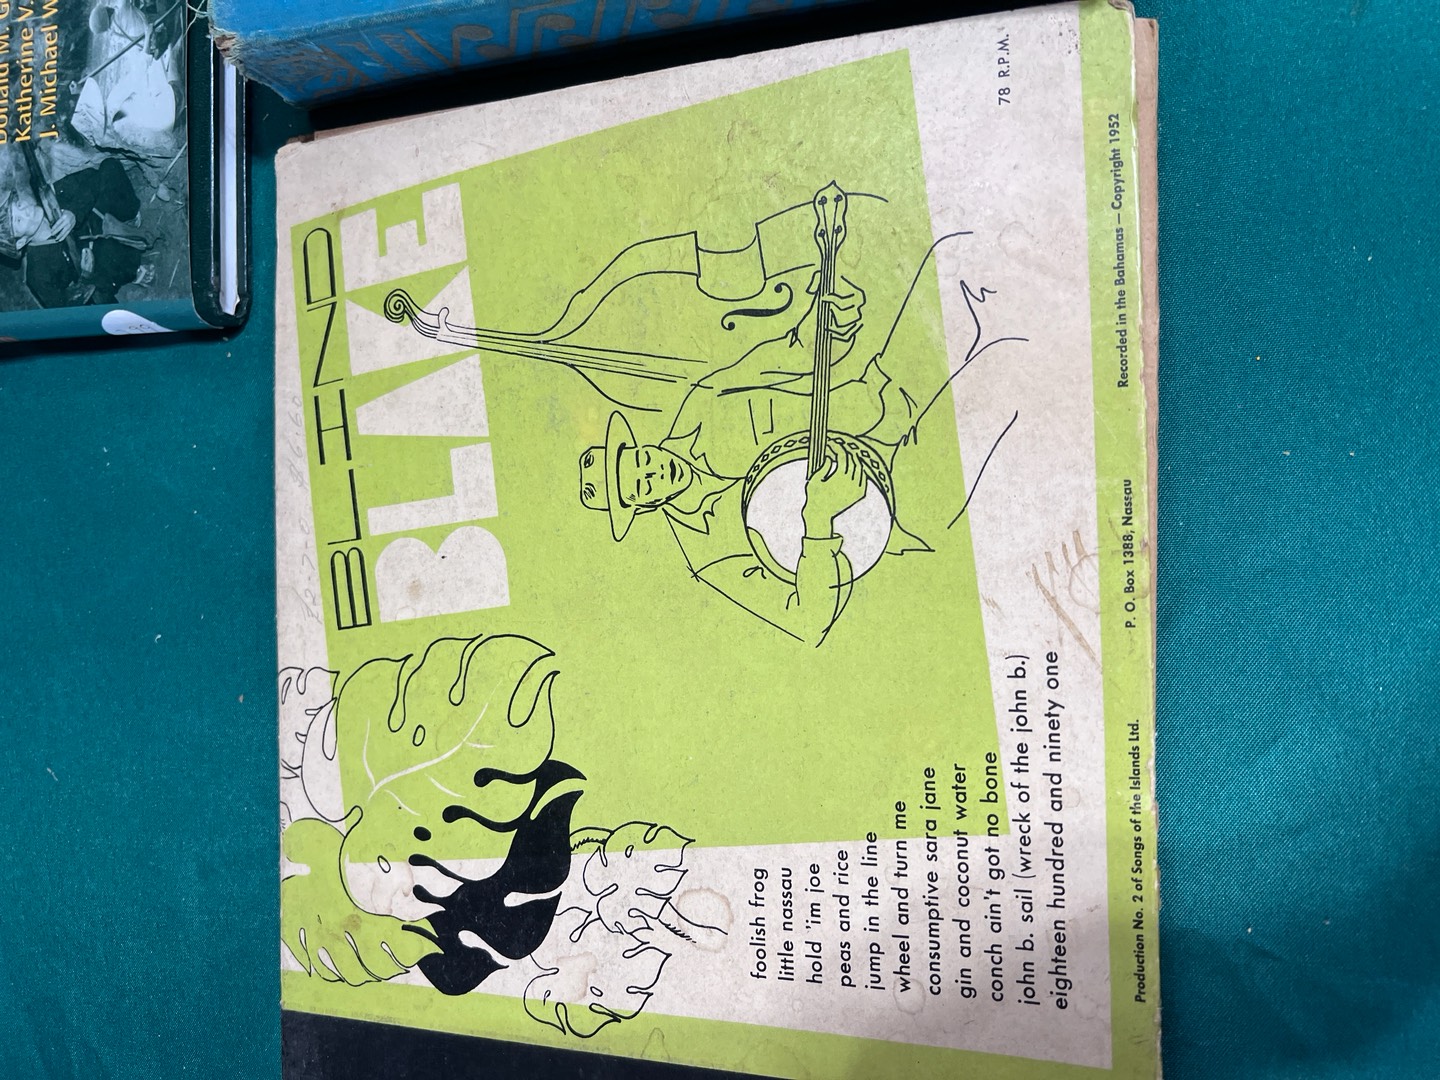 Donald M.
Katherine V.
J. Michael W
BLIND
BLAKE
78 R.P.M.
foolish frog
little nassau
hold 'im joe
peas and rice
jump in the line
wheel and turn me
consumptive sara jane
gin and coconut water
conch ain't got no bone
john b. sail (wreck of the john b.)
eighteen hundred and ninety one
Production No. 2 of Songs of the Islands Ltd. P. O. Box 1388, Nassau Recorded in the Bahamas — Copyright 1952